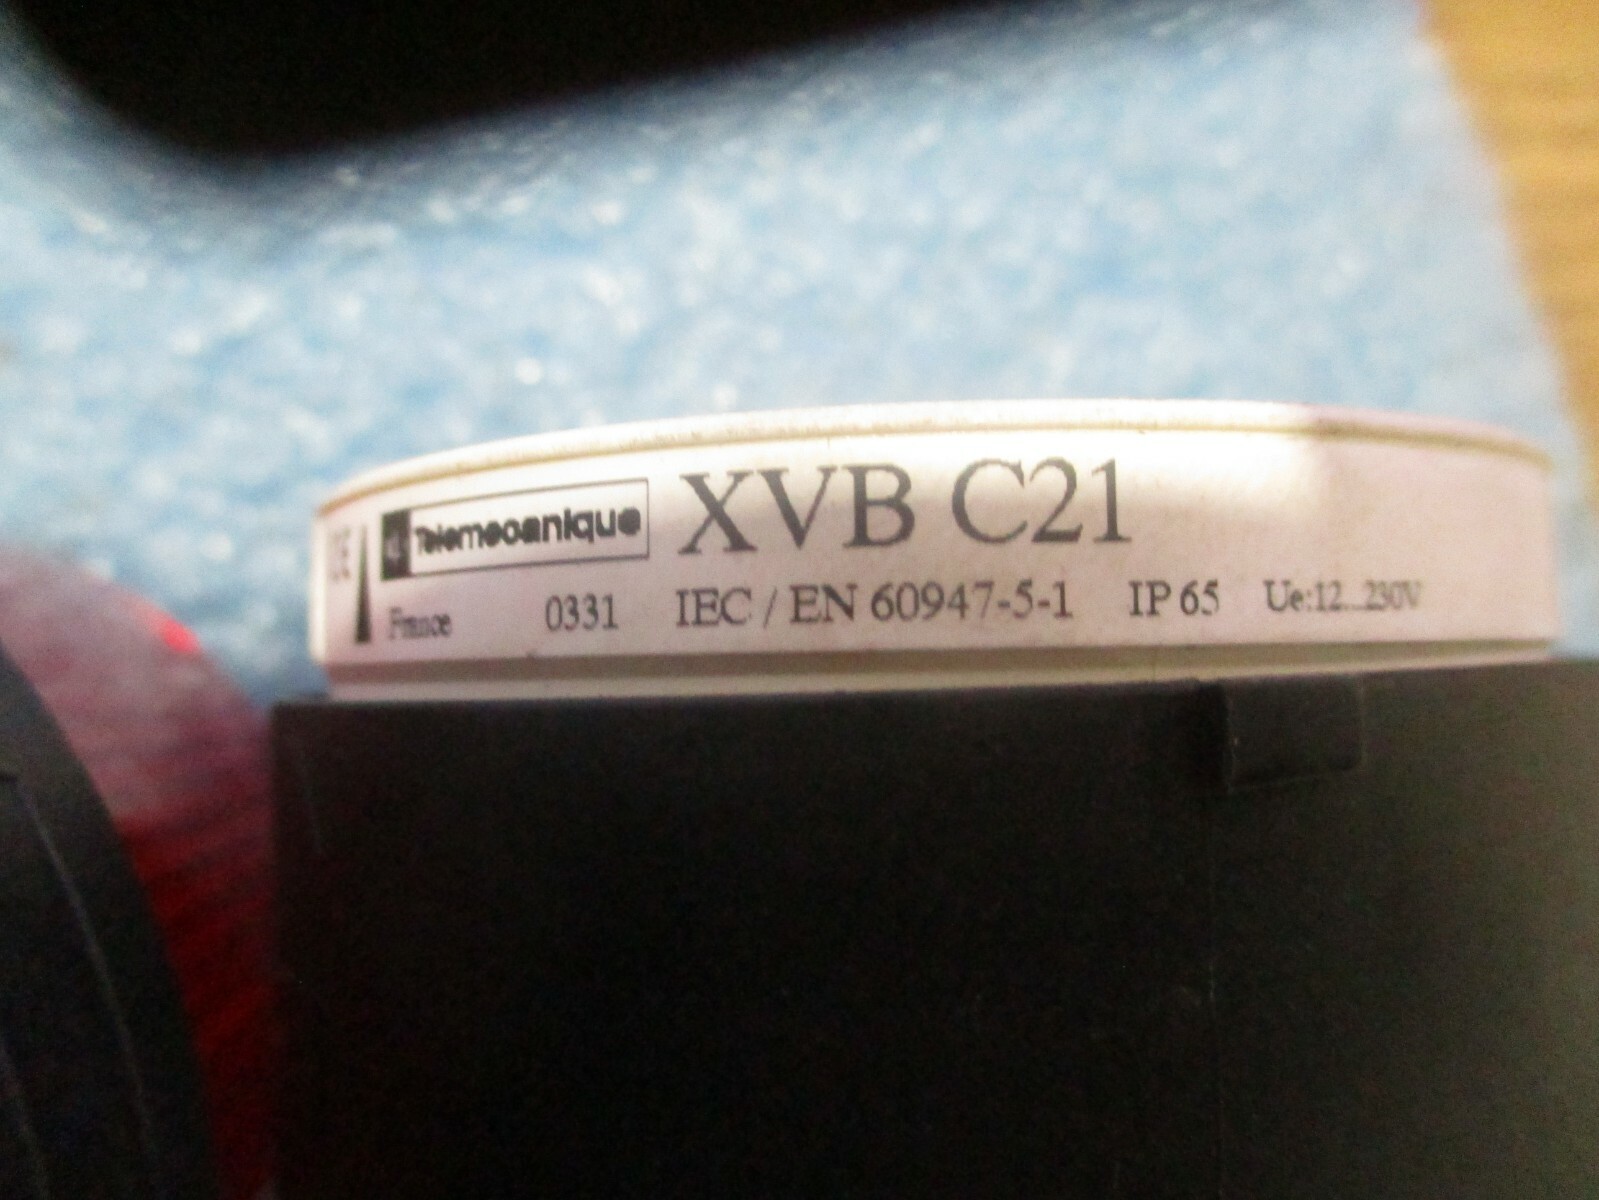 Telemecanique XVB C21
France 0331 IEC / EN 60947-5-1 IP 65 Ue:12...230V